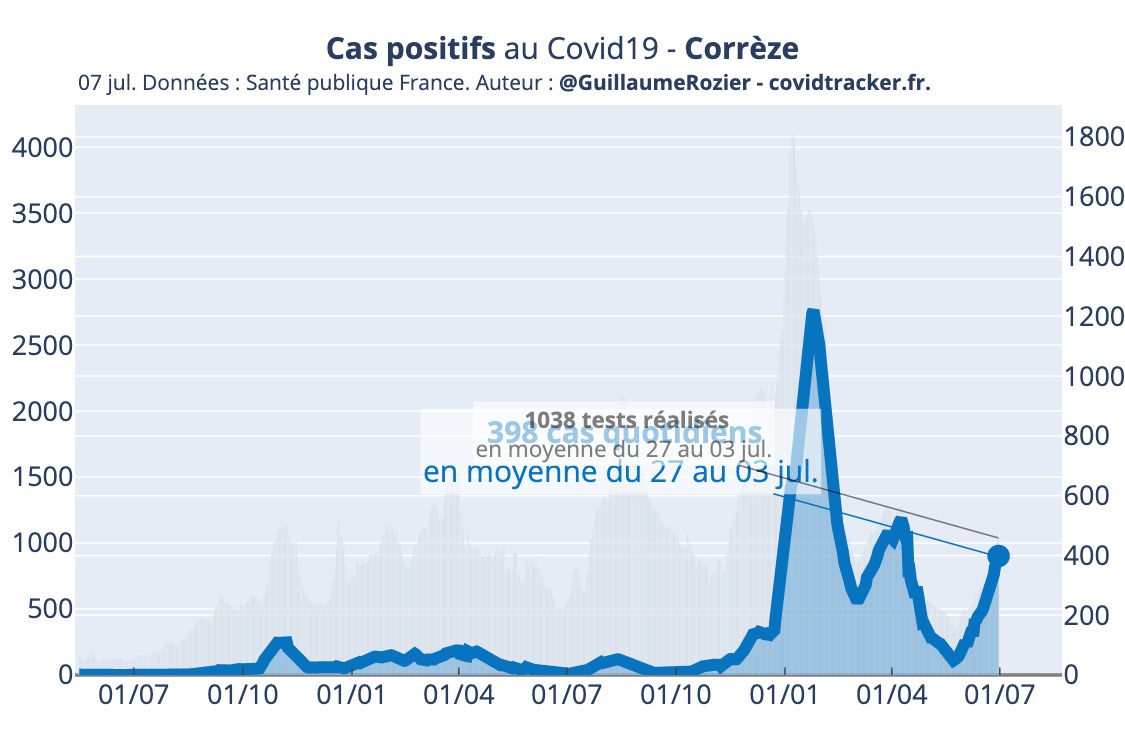 Cas positifs au Covid19 - Corrèze
07 jul. Données : Santé publique France. Auteur : @GuillaumeRozier - covidtracker.fr.
4000
3500
3000
2500
2000
1500
1000
500
0
1800
1600
1400
1200
1000
800
600
400
200
0
1038 tests réalisés
en moyenne du 27 au 03 jul.
398 cas quotidiens
en moyenne du 27 au 03 jul.
01/07 01/10 01/01 01/04 01/07 01/10 01/01 01/04 01/07